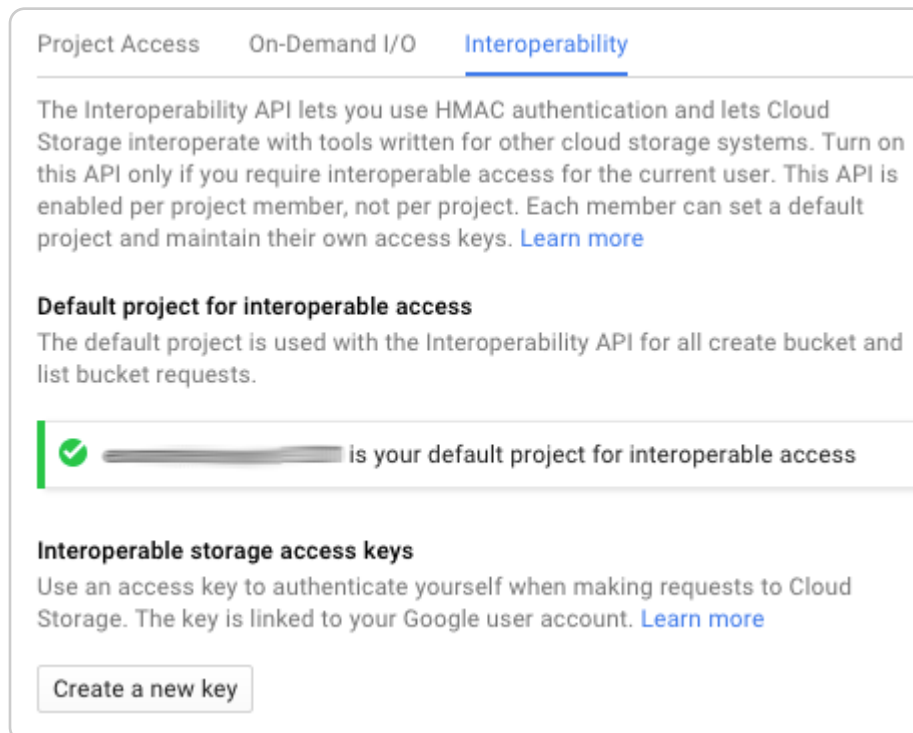 Project Access On-Demand I/O Interoperability
The Interoperability API lets you use HMAC authentication and lets Cloud
Storage interoperate with tools written for other cloud storage systems. Turn on
this API only if you require interoperable access for the current user. This API is
enabled per project member, not per project. Each member can set a default
project and maintain their own access keys. Learn more
Default project for interoperable access
The default project is used with the Interoperability API for all create bucket and
list bucket requests.
is your default project for interoperable access
Interoperable storage access keys
Use an access key to authenticate yourself when making requests to Cloud
Storage. The key is linked to your Google user account. Learn more
Create a new key